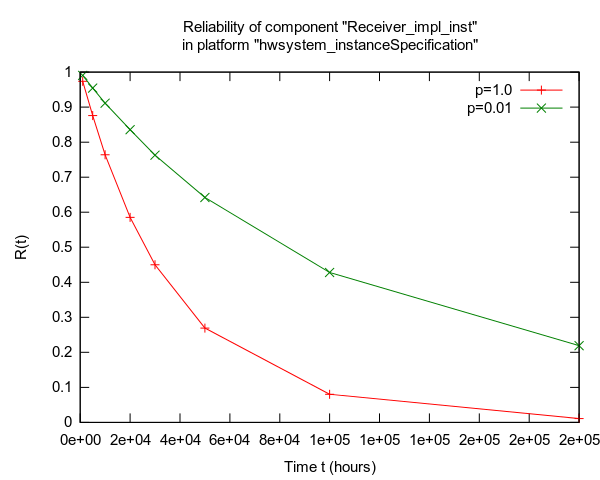 Reliability of component "Receiver_impl_inst"
in platform "hwsystem_instanceSpecification"
p=1.0
p=0.01
1
0.9
0.8
0.7
0.6
0.5
0.4
0.3
0.2
0.1
0
R(t)
0e+00 2e+04 4e+04 6e+04 8e+04 1e+05 1e+05 1e+05 2e+05 2e+05 2e+05
Time t (hours)